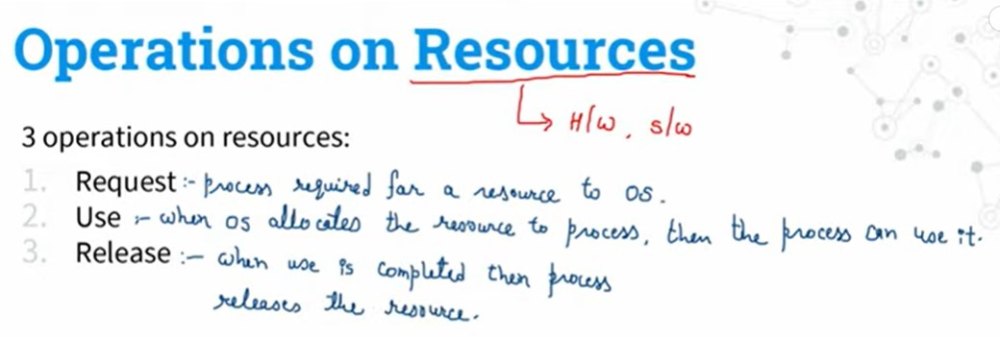 Operations on Resources
H/w, s/w
3 operations on resources:
1. Request :- process required for a resource to OS.
2. Use :- when OS allocates the resource to process, then the process can use it.
3. Release :- when use is completed then process
releases the resource.